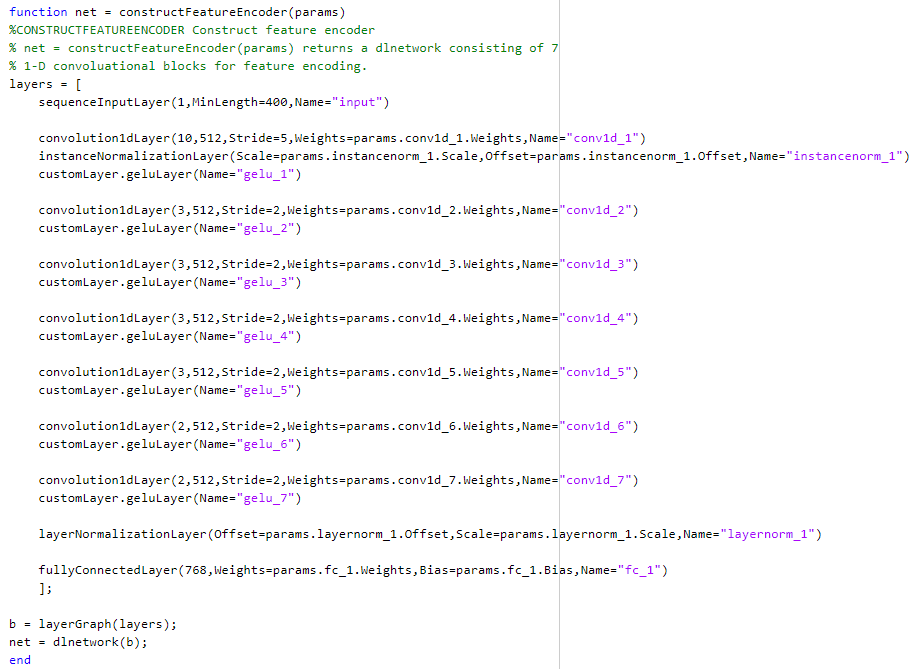 function net = constructFeatureEncoder(params)
%CONSTRUCTFEATUREENCODER Construct feature encoder
% net = constructFeatureEncoder(params) returns a dlnetwork consisting of 7
% 1-D convoluational blocks for feature encoding.
layers = [
sequenceInputLayer(1,MinLength=400,Name="input")
convolution1dLayer(10,512,Stride=5,Weights=params.conv1d_1.Weights,Name="conv1d_1")
instanceNormalizationLayer(Scale=params.instancenorm_1.Scale,Offset=params.instancenorm_1.Offset,Name="instancenorm_1")
customLayer.geluLayer(Name="gelu_1")
convolution1dLayer(3,512,Stride=2,Weights=params.conv1d_2.Weights,Name="conv1d_2")
customLayer.geluLayer(Name="gelu_2")
convolution1dLayer(3,512,Stride=2,Weights=params.conv1d_3.Weights,Name="conv1d_3")
customLayer.geluLayer(Name="gelu_3")
convolution1dLayer(3,512,Stride=2,Weights=params.conv1d_4.Weights,Name="conv1d_4")
customLayer.geluLayer(Name="gelu_4")
convolution1dLayer(3,512,Stride=2,Weights=params.conv1d_5.Weights,Name="conv1d_5")
customLayer.geluLayer(Name="gelu_5")
convolution1dLayer(2,512,Stride=2,Weights=params.conv1d_6.Weights,Name="conv1d_6")
customLayer.geluLayer(Name="gelu_6")
convolution1dLayer(2,512,Stride=2,Weights=params.conv1d_7.Weights,Name="conv1d_7")
customLayer.geluLayer(Name="gelu_7")
layerNormalizationLayer(Offset=params.layernorm_1.Offset,Scale=params.layernorm_1.Scale,Name="layernorm_1")
fullyConnectedLayer(768,Weights=params.fc_1.Weights,Bias=params.fc_1.Bias,Name="fc_1")
];
b = layerGraph(layers);
net = dlnetwork(b);
end